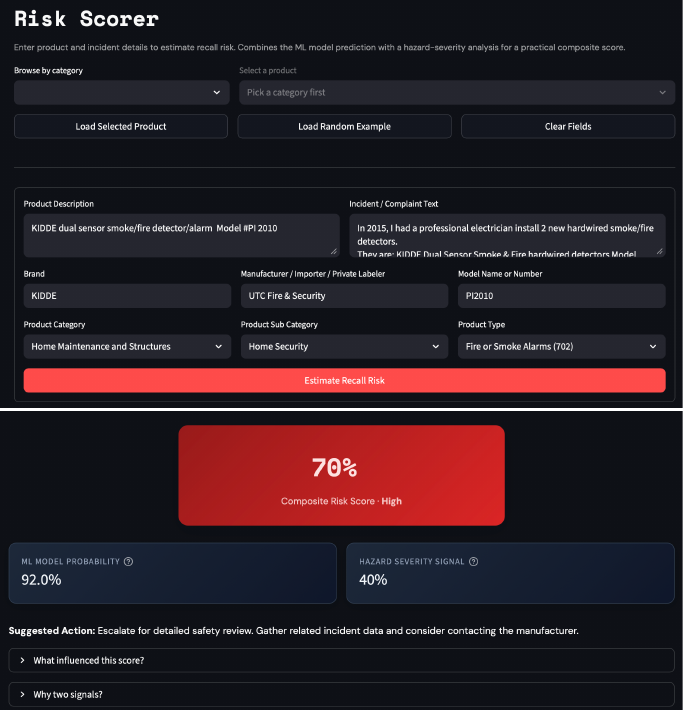 Risk Scorer
Enter product and incident details to estimate recall risk. Combines the ML model prediction with a hazard-severity analysis for a practical composite score.
Browse by category
Select a product
Pick a category first
Load Selected Product
Load Random Example
Clear Fields
Product Description
KIDDE dual sensor smoke/fire detector/alarm Model #PI 2010
Incident / Complaint Text
In 2015, I had a professional electrician install 2 new hardwired smoke/fire
detectors.
They are: KIDDE Dual Sensor Smoke & Fire hardwired detectors Model
Brand
KIDDE
Manufacturer / Importer / Private Labeler
UTC Fire & Security
Model Name or Number
PI2010
Product Category
Home Maintenance and Structures
Product Sub Category
Home Security
Product Type
Fire or Smoke Alarms (702)
Estimate Recall Risk
70%
Composite Risk Score · High
ML MODEL PROBABILITY ?
92.0%
HAZARD SEVERITY SIGNAL ?
40%
Suggested Action: Escalate for detailed safety review. Gather related incident data and consider contacting the manufacturer.
What influenced this score?
Why two signals?